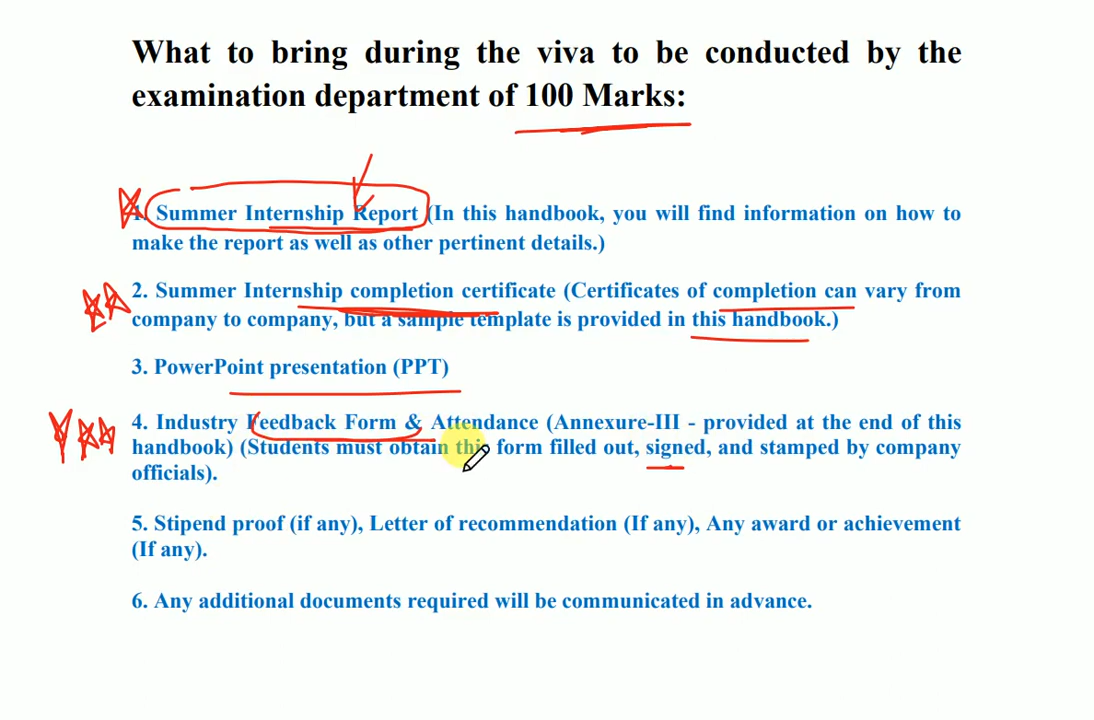 What to bring during the viva to be conducted by the
examination department of 100 Marks:
1. Summer Internship Report (In this handbook, you will find information on how to
make the report as well as other pertinent details.)
2. Summer Internship completion certificate (Certificates of completion can vary from
company to company, but a sample template is provided in this handbook.)
3. PowerPoint presentation (PPT)
4. Industry Feedback Form & Attendance (Annexure-III - provided at the end of this
handbook) (Students must obtain this form filled out, signed, and stamped by company
officials).
5. Stipend proof (if any), Letter of recommendation (If any), Any award or achievement
(If any).
6. Any additional documents required will be communicated in advance.